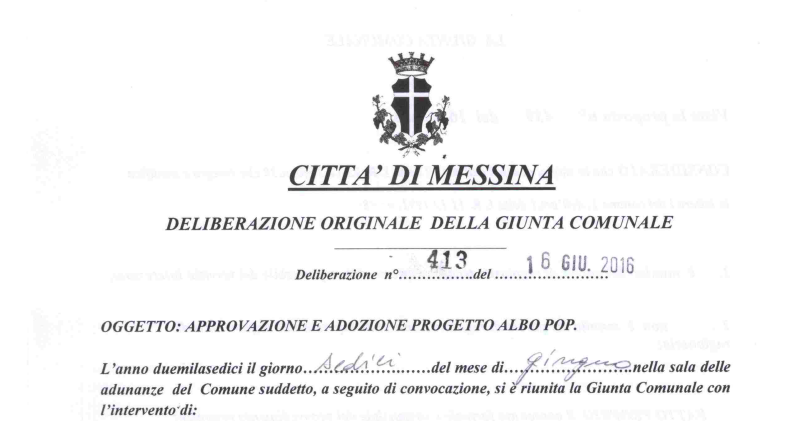 CITTA' DI MESSINA
DELIBERAZIONE ORIGINALE DELLA GIUNTA COMUNALE
Deliberazione n°....413....del ....16 GIU. 2016
OGGETTO: APPROVAZIONE E ADOZIONE PROGETTO ALBO POP.
L'anno duemilasedici il giorno...sedici...del mese di...giugno...nella sala delle
adunanze del Comune suddetto, a seguito di convocazione, si è riunita la Giunta Comunale con
l'intervento di: